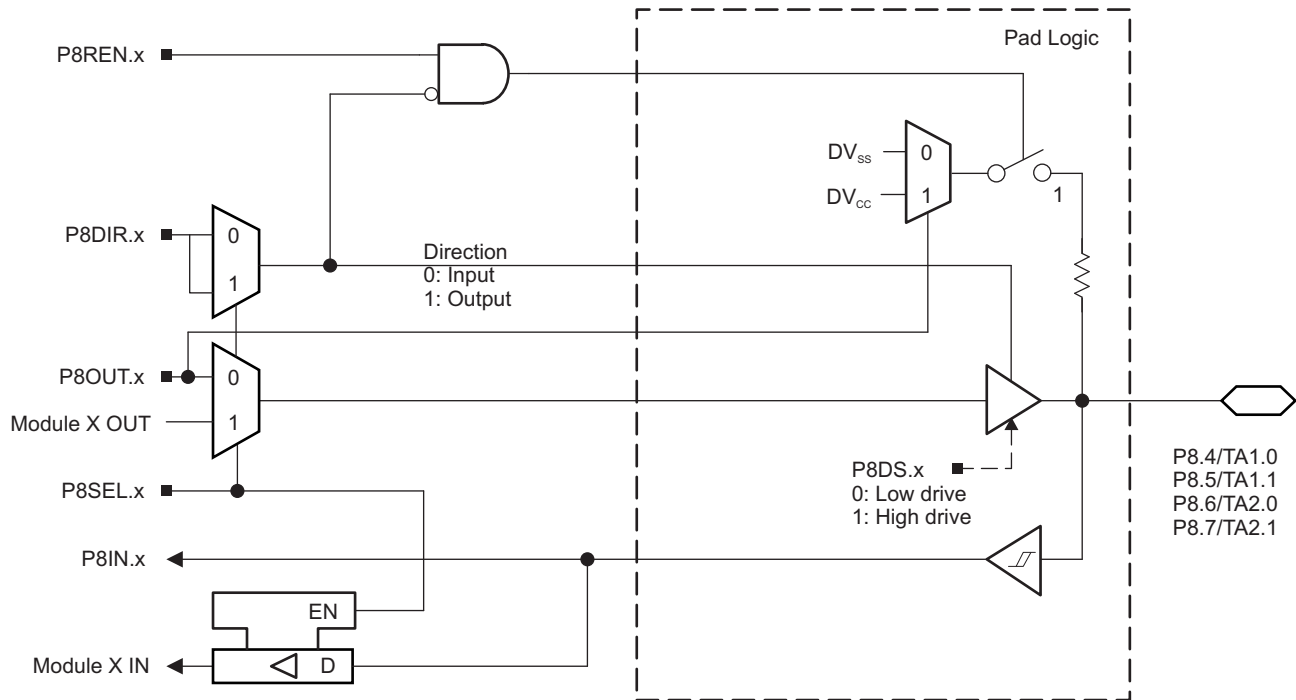 Pad Logic
P8REN.x
DVSS
0
DVCC
1
1
P8DIR.x
0
1
Direction
0: Input
1: Output
P8OUT.x
0
Module X OUT
1
P8DS.x
0: Low drive
1: High drive
P8.4/TA1.0
P8.5/TA1.1
P8.6/TA2.0
P8.7/TA2.1
P8SEL.x
P8IN.x
EN
Module X IN
D